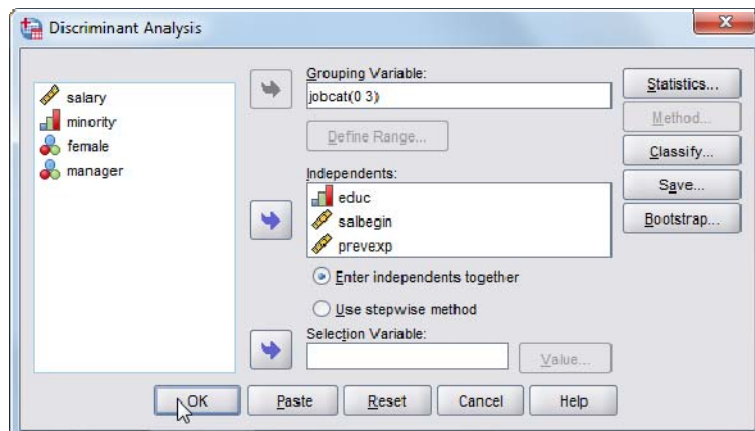 Discriminant Analysis
X
salary
minority
female
manager
Grouping Variable:
jobcat(0 3)
Define Range...
Independents:
educ
salbegin
prevexp
Enter independents together
Use stepwise method
Selection Variable:
Value...
Statistics...
Method...
Classify...
Save...
Bootstrap...
OK
Paste
Reset
Cancel
Help